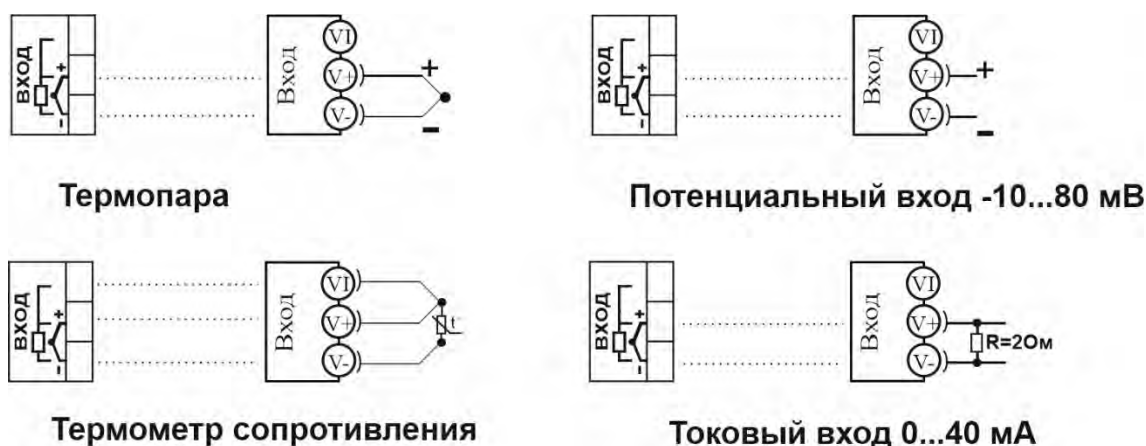 ВХОД
+
-
Вход
VI
V+
V-
+
-
Термопара
ВХОД
+
-
Вход
VI
V+
V-
+
-
Потенциальный вход -10...80 мВ
ВХОД
+
-
Вход
VI
V+
V-
t
Термометр сопротивления
ВХОД
+
-
Вход
VI
V+
V-
R=2Ом
Токовый вход 0...40 мА